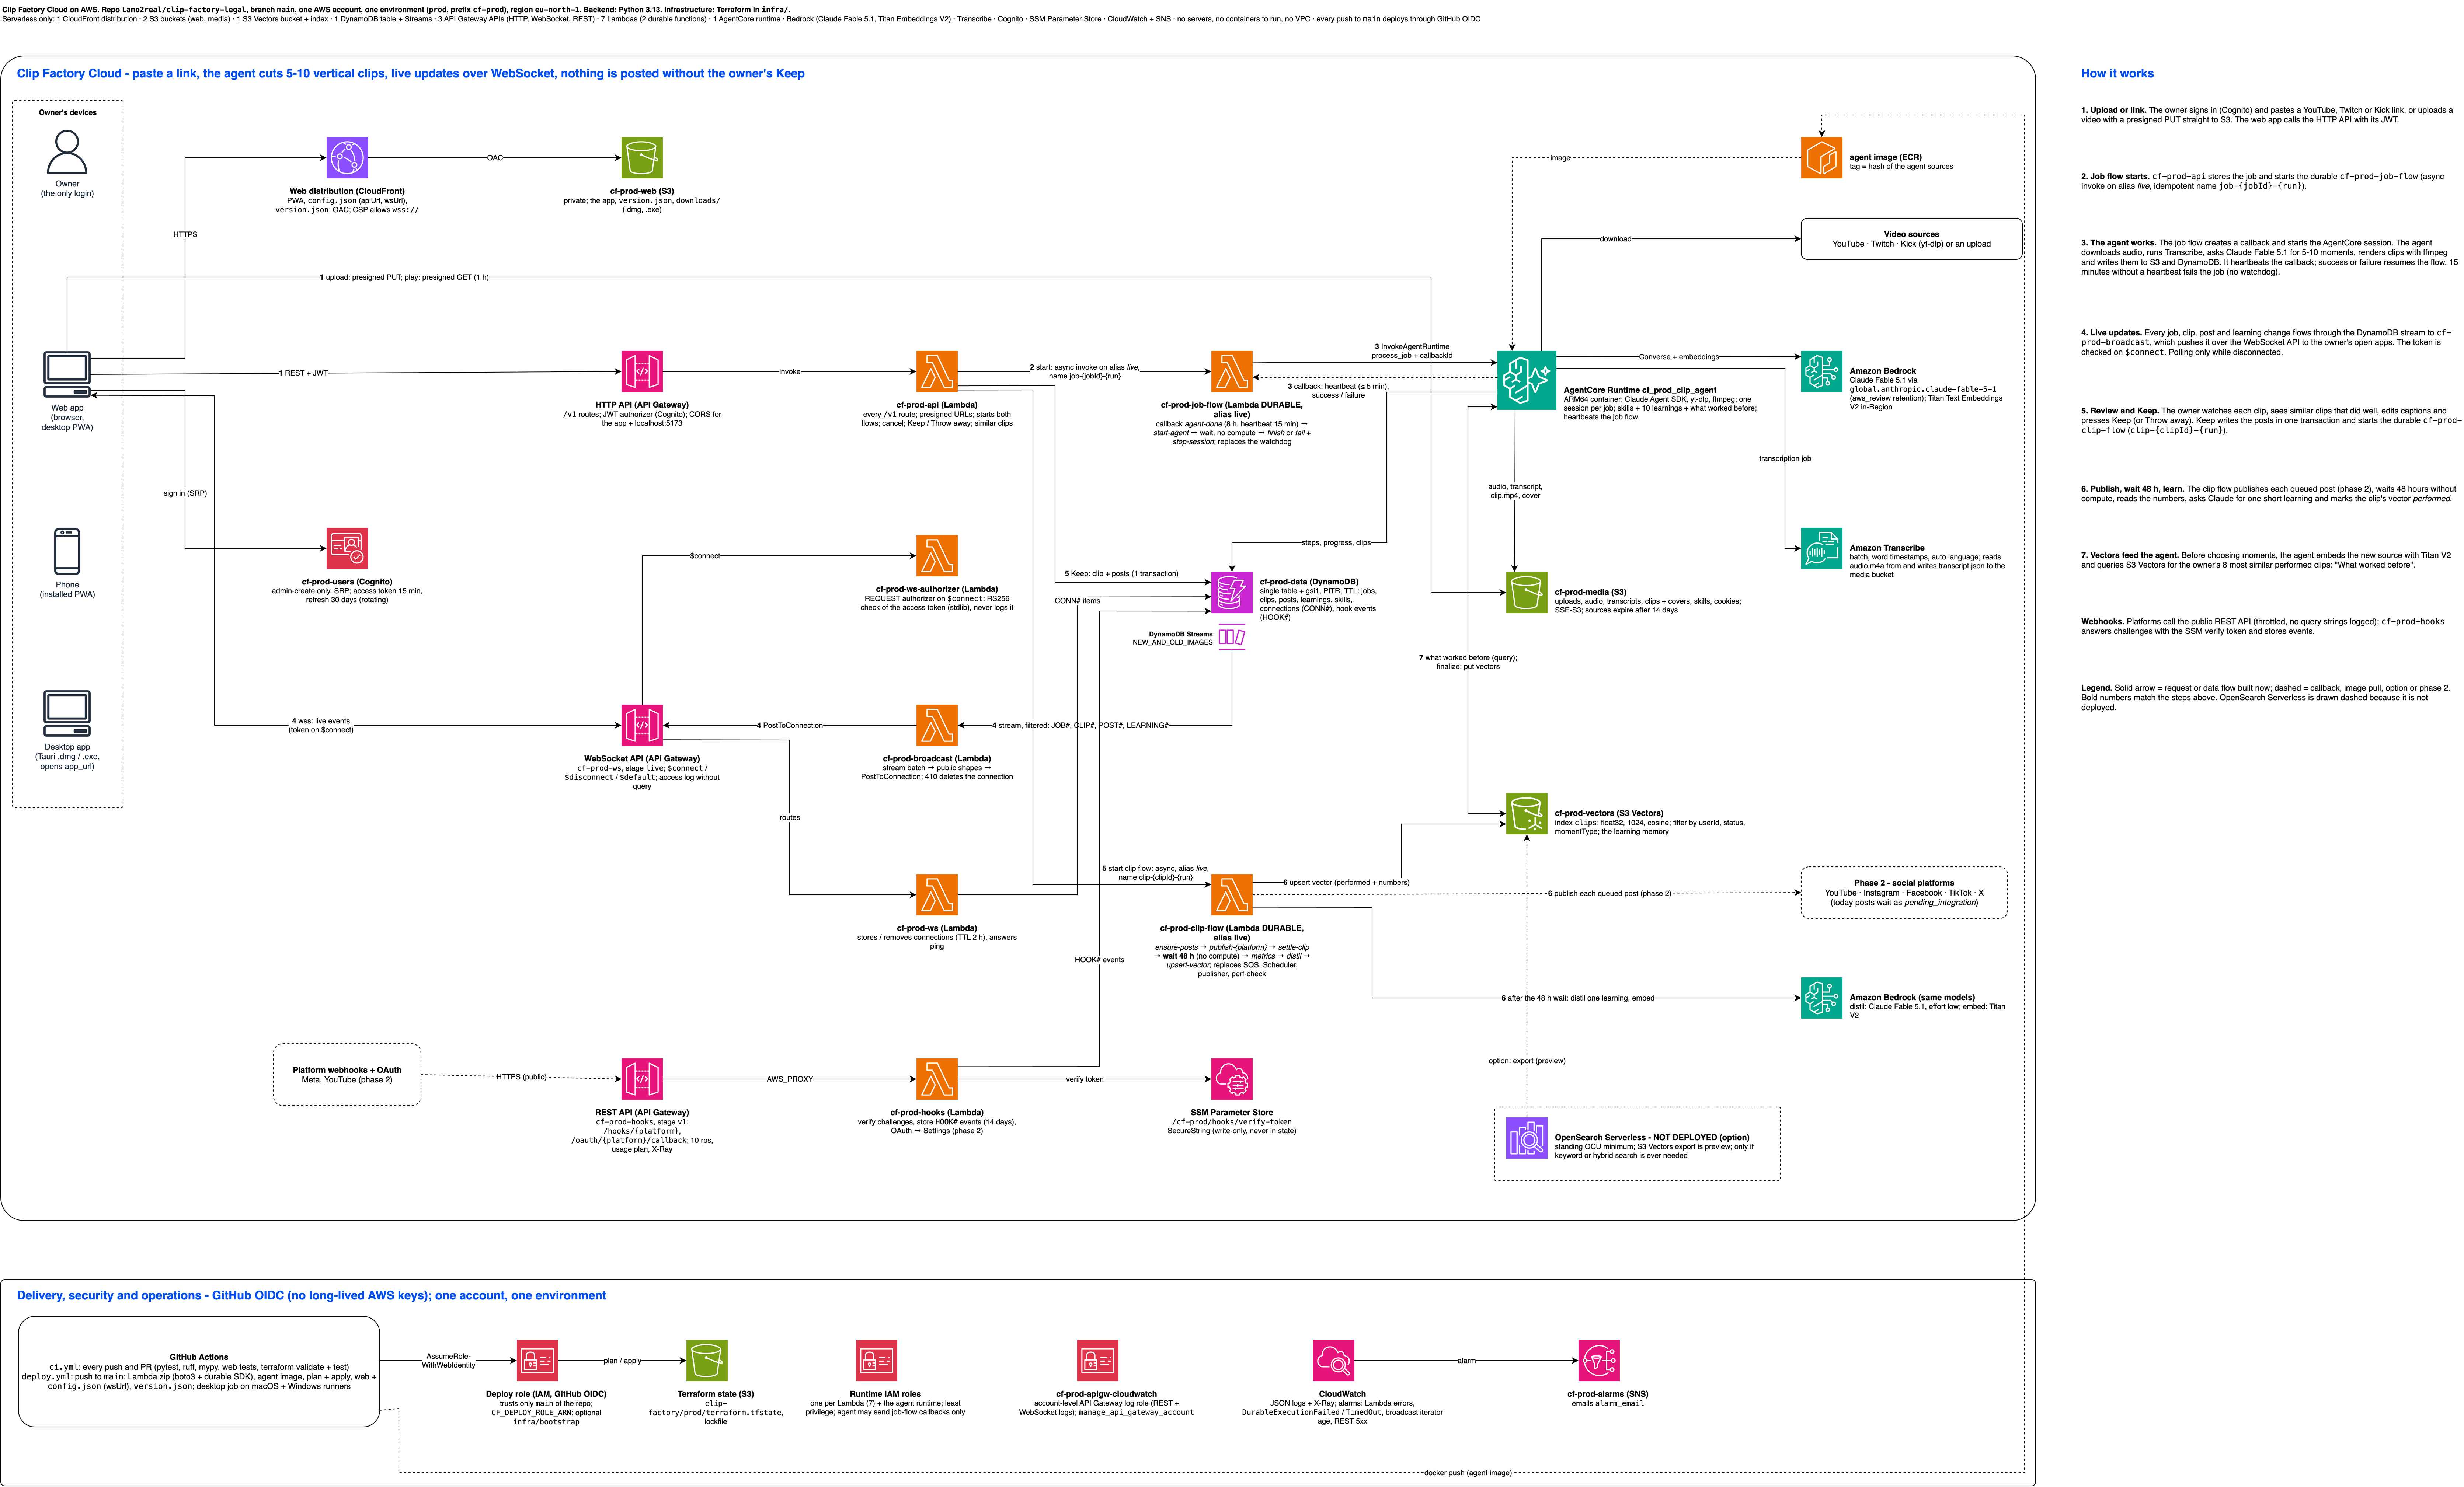 Clip Factory Cloud on AWS. Repo Lamo2real/clip-factory-legal, branch main, one AWS account, one environment (prod, prefix cf-prod), region eu-north-1. Backend: Python 3.13. Infrastructure: Terraform in infra/.
Serverless only: 1 CloudFront distribution · 2 S3 buckets (web, media) · 1 S3 Vectors bucket + index · 1 DynamoDB table + Streams · 3 API Gateway APIs (HTTP, WebSocket, REST) · 7 Lambdas (2 durable functions) · 1 AgentCore runtime · Bedrock (Claude Fable 5.1, Titan Embeddings V2) · Transcribe · Cognito · SSM Parameter Store · CloudWatch + SNS · no servers, no containers to run, no VPC · every push to main deploys through GitHub OIDC
Clip Factory Cloud - paste a link, the agent cuts 5-10 vertical clips, live updates over WebSocket, nothing is posted without the owner's Keep
Owner's devices
Owner
(the only login)
Web app
(browser,
desktop PWA)
Phone
(installed PWA)
Desktop app
(Tauri .dmg / .exe,
opens app_url)
HTTPS
Web distribution (CloudFront)
PWA, config.json (apiUrl, wsUrl),
version.json; OAC; CSP allows wss://
OAC
cf-prod-web (S3)
private; the app, version.json, downloads/
(.dmg, .exe)
image
agent image (ECR)
tag = hash of the agent sources
download
Video sources
YouTube · Twitch · Kick (yt-dlp) or an upload
1 upload: presigned PUT; play: presigned GET (1 h)
1 REST + JWT
HTTP API (API Gateway)
/v1 routes; JWT authorizer (Cognito); CORS for
the app + localhost:5173
invoke
cf-prod-api (Lambda)
every /v1 route; presigned URLs; starts both
flows; cancel; Keep / Throw away; similar clips
2 start: async invoke on alias live,
name job-{jobId}-{run}
cf-prod-job-flow (Lambda DURABLE,
alias live)
callback agent-done (8 h, heartbeat 15 min) →
start-agent → wait, no compute → finish or fail +
stop-session; replaces the watchdog
3 InvokeAgentRuntime
process_job + callbackId
3 callback: heartbeat (≤ 5 min),
success / failure
AgentCore Runtime cf_prod_clip_agent
ARM64 container: Claude Agent SDK, yt-dlp, ffmpeg; one
session per job; skills + 10 learnings + what worked before;
heartbeats the job flow
Converse + embeddings
Amazon Bedrock
Claude Fable 5.1 via
global.anthropic.claude-fable-5-1
(aws_review retention); Titan Text Embeddings
V2 in-Region
transcription job
Amazon Transcribe
batch, word timestamps, auto language; reads
audio.m4a from and writes transcript.json to the
media bucket
sign in (SRP)
cf-prod-users (Cognito)
admin-create only, SRP; access token 15 min,
refresh 30 days (rotating)
$connect
cf-prod-ws-authorizer (Lambda)
REQUEST authorizer on $connect: RS256
check of the access token (stdlib), never logs it
audio, transcript,
clip.mp4, cover
steps, progress, clips
5 Keep: clip + posts (1 transaction)
CONN# items
cf-prod-data (DynamoDB)
single table + gsi1, PITR, TTL: jobs,
clips, posts, learnings, skills,
connections (CONN#), hook events
(HOOK#)
DynamoDB Streams
NEW_AND_OLD_IMAGES
cf-prod-media (S3)
uploads, audio, transcripts, clips + covers, skills, cookies;
SSE-S3; sources expire after 14 days
7 what worked before (query);
finalize: put vectors
4 wss: live events
(token on $connect)
WebSocket API (API Gateway)
cf-prod-ws, stage live; $connect /
$disconnect / $default; access log without
query
4 PostToConnection
cf-prod-broadcast (Lambda)
stream batch → public shapes →
PostToConnection; 410 deletes the connection
4 stream, filtered: JOB#, CLIP#, POST#, LEARNING#
routes
cf-prod-vectors (S3 Vectors)
index clips: float32, 1024, cosine; filter by userId, status,
momentType; the learning memory
cf-prod-ws (Lambda)
stores / removes connections (TTL 2 h), answers
ping
5 start clip flow: async, alias live,
name clip-{clipId}-{run}
cf-prod-clip-flow (Lambda DURABLE,
alias live)
ensure-posts → publish-{platform} → settle-clip
→ wait 48 h (no compute) → metrics → distil →
upsert-vector; replaces SQS, Scheduler,
publisher, perf-check
6 upsert vector (performed + numbers)
6 publish each queued post (phase 2)
Phase 2 - social platforms
YouTube · Instagram · Facebook · TikTok · X
(today posts wait as pending_integration)
HOOK# events
6 after the 48 h wait: distil one learning, embed
Amazon Bedrock (same models)
distil: Claude Fable 5.1, effort low; embed: Titan
V2
Platform webhooks + OAuth
Meta, YouTube (phase 2)
HTTPS (public)
REST API (API Gateway)
cf-prod-hooks, stage v1:
/hooks/{platform},
/oauth/{platform}/callback; 10 rps,
usage plan, X-Ray
AWS_PROXY
cf-prod-hooks (Lambda)
verify challenges, store HOOK# events (14 days),
OAuth → Settings (phase 2)
verify token
SSM Parameter Store
/cf-prod/hooks/verify-token
SecureString (write-only, never in state)
option: export (preview)
OpenSearch Serverless - NOT DEPLOYED (option)
standing OCU minimum; S3 Vectors export is preview; only if
keyword or hybrid search is ever needed
How it works
1. Upload or link. The owner signs in (Cognito) and pastes a YouTube, Twitch or Kick link, or uploads a
video with a presigned PUT straight to S3. The web app calls the HTTP API with its JWT.
2. Job flow starts. cf-prod-api stores the job and starts the durable cf-prod-job-flow (async
invoke on alias live, idempotent name job-{jobId}-{run}).
3. The agent works. The job flow creates a callback and starts the AgentCore session. The agent
downloads audio, runs Transcribe, asks Claude Fable 5.1 for 5-10 moments, renders clips with ffmpeg
and writes them to S3 and DynamoDB. It heartbeats the callback; success or failure resumes the flow. 15
minutes without a heartbeat fails the job (no watchdog).
4. Live updates. Every job, clip, post and learning change flows through the DynamoDB stream to cf-
prod-broadcast, which pushes it over the WebSocket API to the owner's open apps. The token is
checked on $connect. Polling only while disconnected.
5. Review and Keep. The owner watches each clip, sees similar clips that did well, edits captions and
presses Keep (or Throw away). Keep writes the posts in one transaction and starts the durable cf-prod-
clip-flow (clip-{clipId}-{run}).
6. Publish, wait 48 h, learn. The clip flow publishes each queued post (phase 2), waits 48 hours without
compute, reads the numbers, asks Claude for one short learning and marks the clip's vector performed.
7. Vectors feed the agent. Before choosing moments, the agent embeds the new source with Titan V2
and queries S3 Vectors for the owner's 8 most similar performed clips: "What worked before".
Webhooks. Platforms call the public REST API (throttled, no query strings logged); cf-prod-hooks
answers challenges with the SSM verify token and stores events.
Legend. Solid arrow = request or data flow built now; dashed = callback, image pull, option or phase 2.
Bold numbers match the steps above. OpenSearch Serverless is drawn dashed because it is not
deployed.
Delivery, security and operations - GitHub OIDC (no long-lived AWS keys); one account, one environment
GitHub Actions
ci.yml: every push and PR (pytest, ruff, mypy, web tests, terraform validate + test)
deploy.yml: push to main: Lambda zip (boto3 + durable SDK), agent image, plan + apply, web +
config.json (wsUrl), version.json; desktop job on macOS + Windows runners
AssumeRole-
WithWebIdentity
Deploy role (IAM, GitHub OIDC)
trusts only main of the repo;
CF_DEPLOY_ROLE_ARN; optional
infra/bootstrap
plan / apply
Terraform state (S3)
clip-
factory/prod/terraform.tfstate,
lockfile
Runtime IAM roles
one per Lambda (7) + the agent runtime; least
privilege; agent may send job-flow callbacks only
cf-prod-apigw-cloudwatch
account-level API Gateway log role (REST +
WebSocket logs); manage_api_gateway_account
CloudWatch
JSON logs + X-Ray; alarms: Lambda errors,
DurableExecutionFailed / TimedOut, broadcast iterator
age, REST 5xx
alarm
cf-prod-alarms (SNS)
emails alarm_email
docker push (agent image)